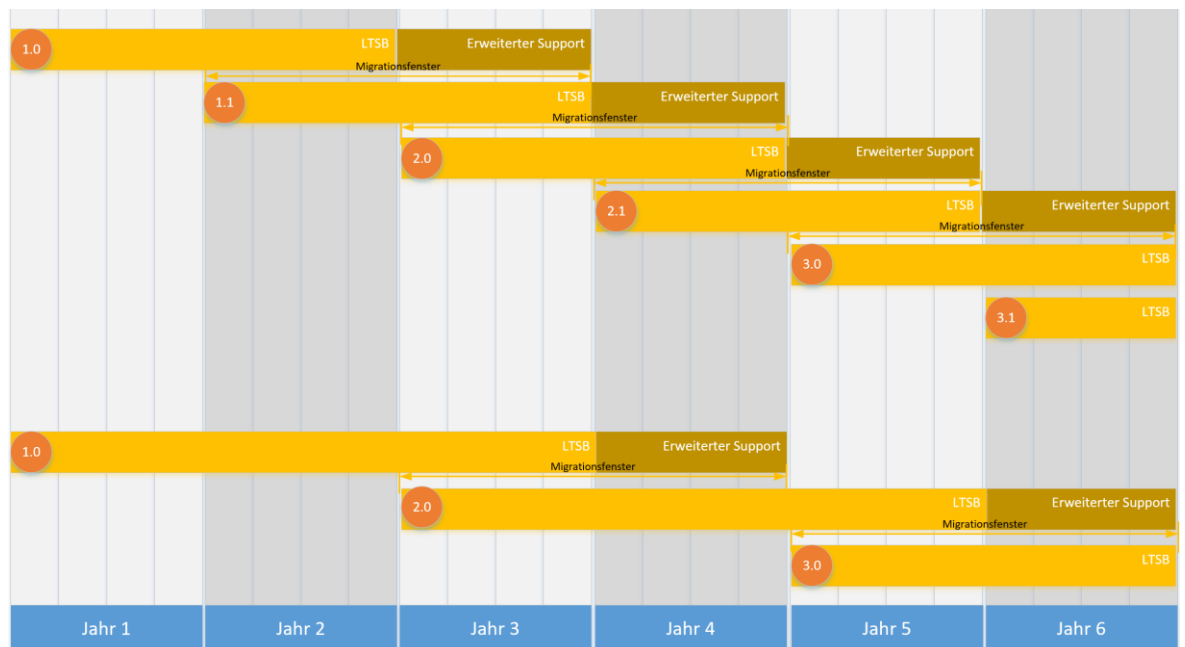 1.0 LTSB Erweiterter Support
Migrationsfenster
1.1 LTSB Erweiterter Support
Migrationsfenster
2.0 LTSB Erweiterter Support
Migrationsfenster
2.1 LTSB Erweiterter Support
Migrationsfenster
3.0 LTSB
3.1 LTSB
1.0 LTSB Erweiterter Support
Migrationsfenster
2.0 LTSB Erweiterter Support
Migrationsfenster
3.0 LTSB
Jahr 1 Jahr 2 Jahr 3 Jahr 4 Jahr 5 Jahr 6